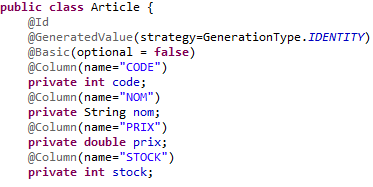 public class Article {
@Id
@GeneratedValue(strategy=GenerationType.IDENTITY)
@Basic(optional = false)
@Column(name="CODE")
private int code;
@Column(name="NOM")
private String nom;
@Column(name="PRIX")
private double prix;
@Column(name="STOCK")
private int stock;